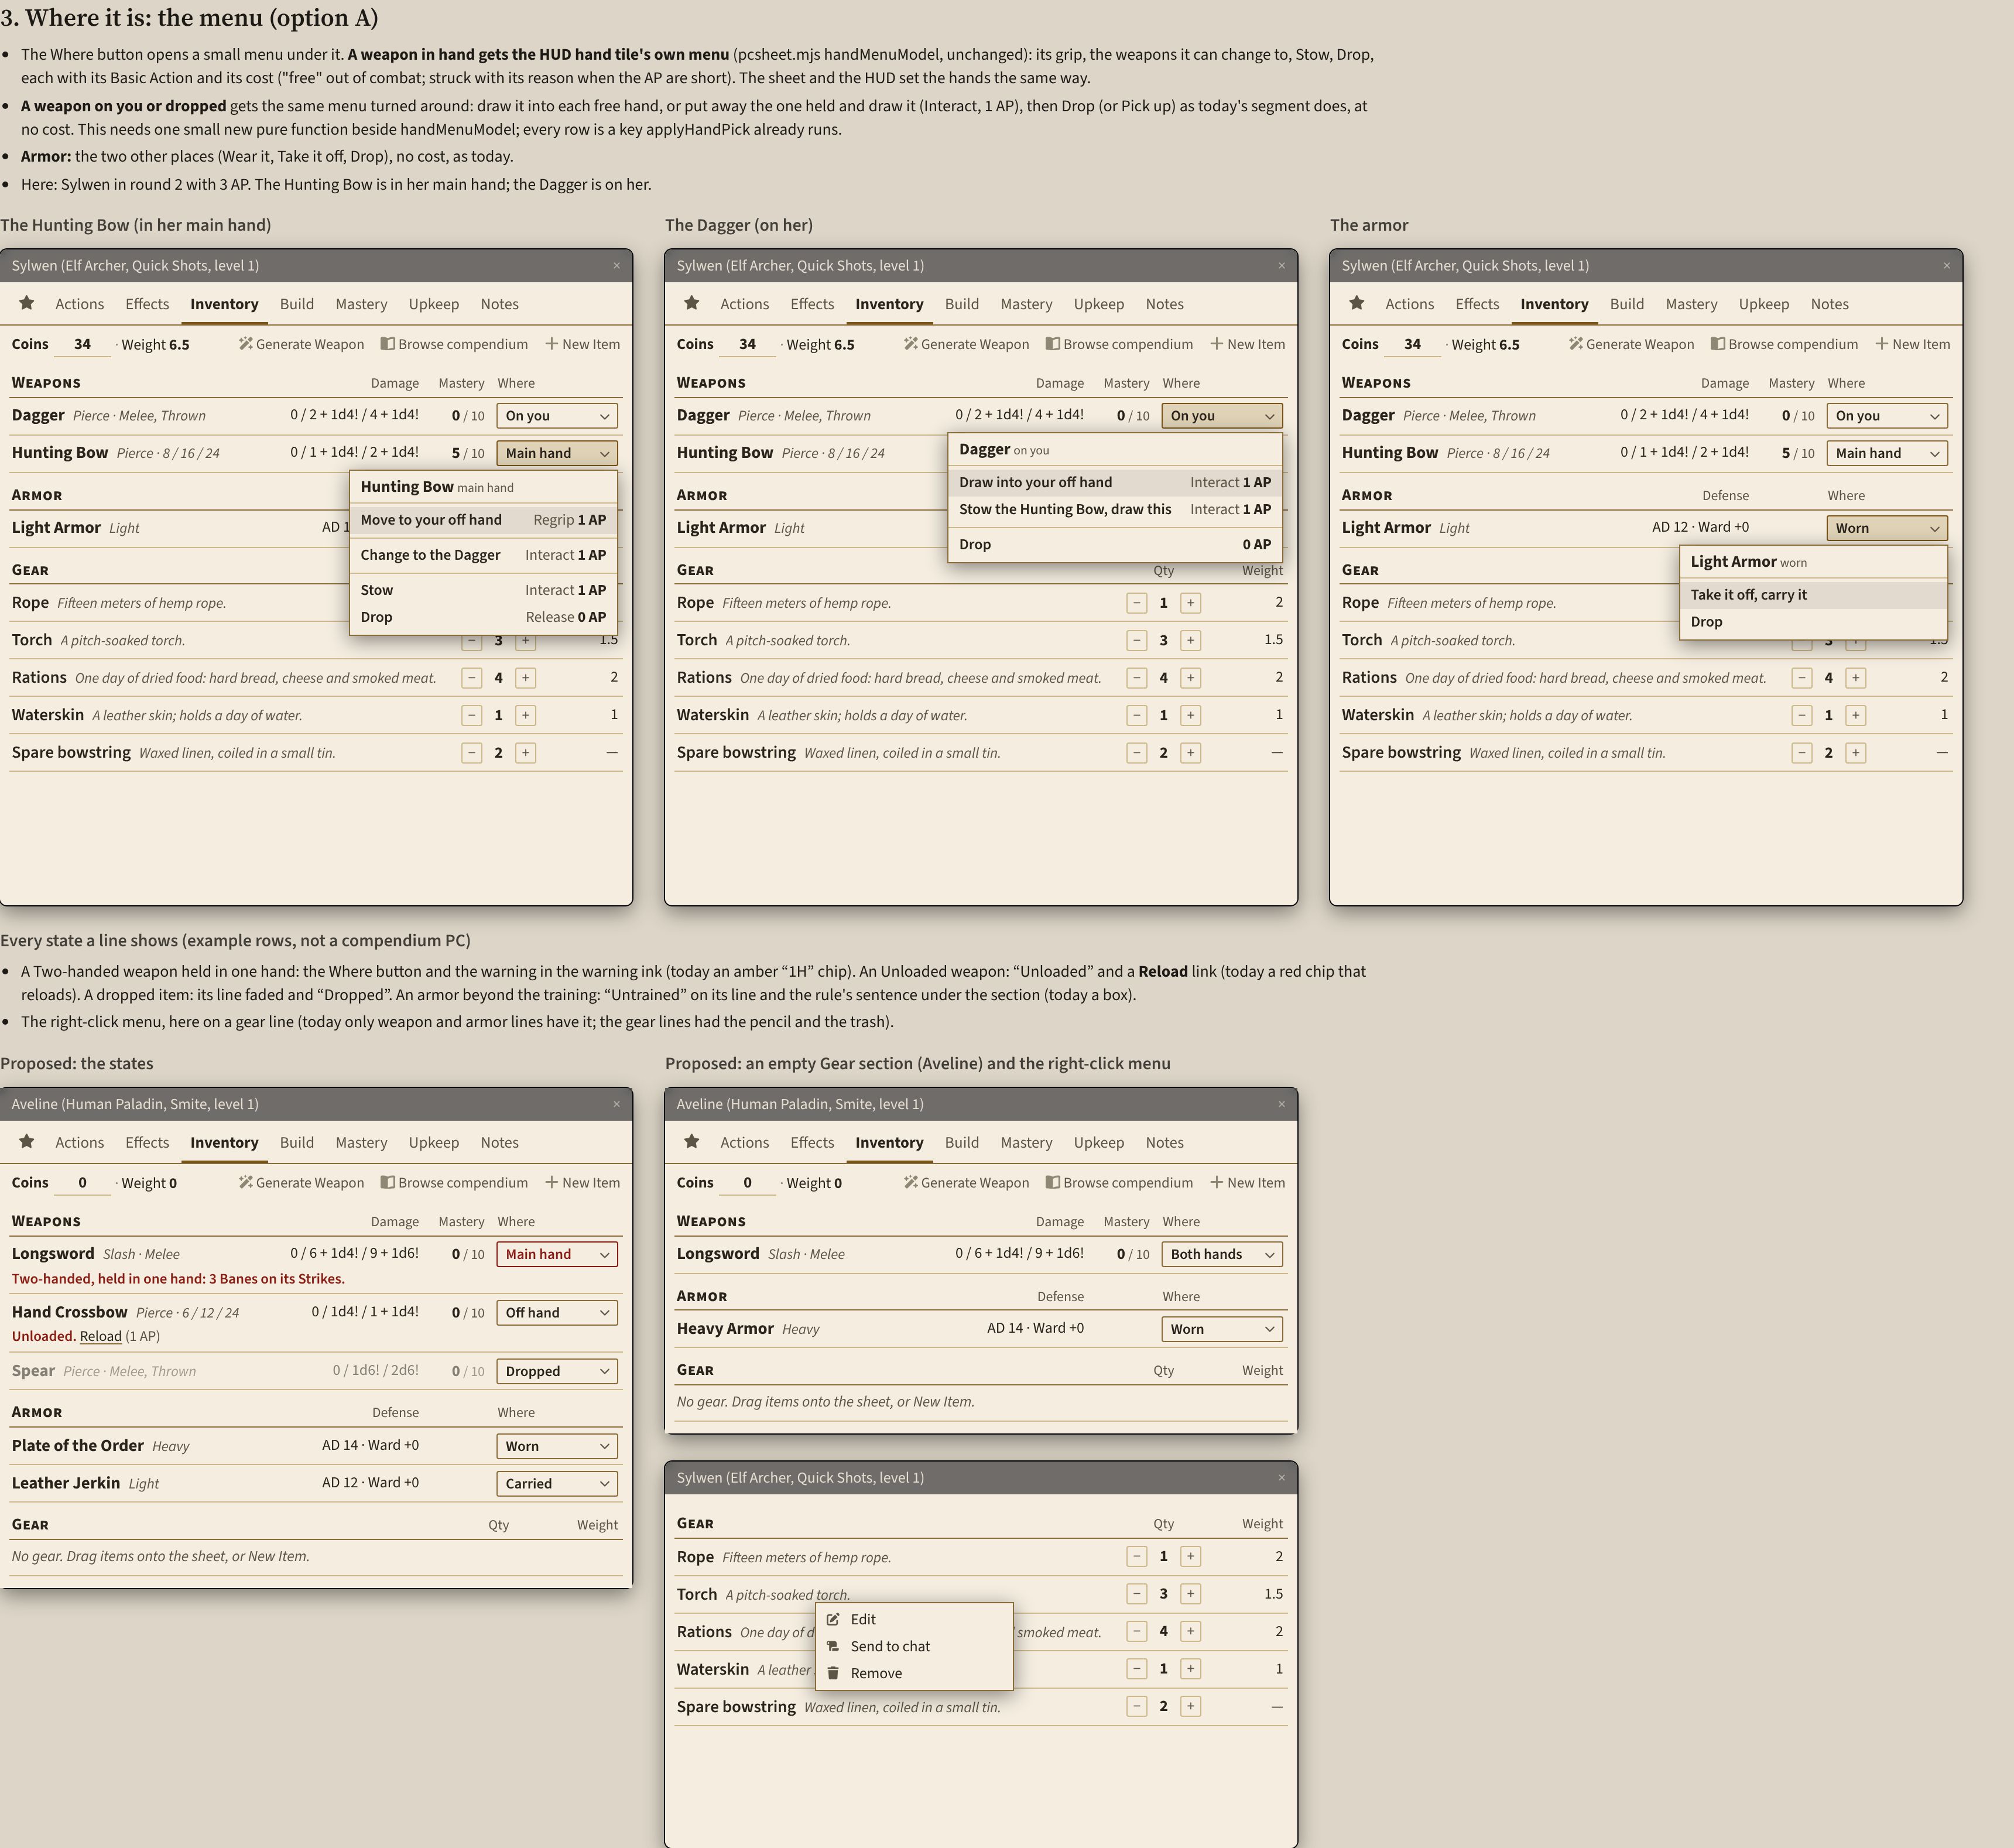 3. Where it is: the menu (option A)
• The Where button opens a small menu under it. A weapon in hand gets the HUD hand tile's own menu (pcsheet.mjs handMenuModel, unchanged): its grip, the weapons it can change to, Stow, Drop,
each with its Basic Action and its cost ("free" out of combat; struck with its reason when the AP are short). The sheet and the HUD set the hands the same way.
• A weapon on you or dropped gets the same menu turned around: draw it into each free hand, or put away the one held and draw it (Interact, 1 AP), then Drop (or Pick up) as today's segment does, at
no cost. This needs one small new pure function beside handMenuModel; every row is a key applyHandPick already runs.
• Armor: the two other places (Wear it, Take it off, Drop), no cost, as today.
• Here: Sylwen in round 2 with 3 AP. The Hunting Bow is in her main hand; the Dagger is on her.
The Hunting Bow (in her main hand)
Sylwen (Elf Archer, Quick Shots, level 1) ×
Actions Effects Inventory Build Mastery Upkeep Notes
Coins 34 · Weight 6.5 Generate Weapon Browse compendium + New Item
WEAPONS Damage Mastery Where
Dagger Pierce · Melee, Thrown 0 / 2 + 1d4! / 4 + 1d4! 0 / 10 On you
Hunting Bow Pierce · 8 / 16 / 24 0 / 1 + 1d4! / 2 + 1d4! 5 / 10 Main hand
Hunting Bow main hand
Move to your off hand Regrip 1 AP
Change to the Dagger Interact 1 AP
Stow Interact 1 AP
Drop Release 0 AP
ARMOR
Light Armor Light AD 1
GEAR
Rope Fifteen meters of hemp rope.
Torch A pitch-soaked torch. − 3 + 1.5
Rations One day of dried food: hard bread, cheese and smoked meat. − 4 + 2
Waterskin A leather skin; holds a day of water. − 1 + 1
Spare bowstring Waxed linen, coiled in a small tin. − 2 + —
The Dagger (on her)
Sylwen (Elf Archer, Quick Shots, level 1) ×
Actions Effects Inventory Build Mastery Upkeep Notes
Coins 34 · Weight 6.5 Generate Weapon Browse compendium + New Item
WEAPONS Damage Mastery Where
Dagger Pierce · Melee, Thrown 0 / 2 + 1d4! / 4 + 1d4! 0 / 10 On you
Hunting Bow Pierce · 8 / 16 / 24
Dagger on you
Draw into your off hand Interact 1 AP
Stow the Hunting Bow, draw this Interact 1 AP
Drop 0 AP
ARMOR
Light Armor Light
GEAR Qty Weight
Rope Fifteen meters of hemp rope. − 1 + 2
Torch A pitch-soaked torch. − 3 + 1.5
Rations One day of dried food: hard bread, cheese and smoked meat. − 4 + 2
Waterskin A leather skin; holds a day of water. − 1 + 1
Spare bowstring Waxed linen, coiled in a small tin. − 2 + —
The armor
Sylwen (Elf Archer, Quick Shots, level 1) ×
Actions Effects Inventory Build Mastery Upkeep Notes
Coins 34 · Weight 6.5 Generate Weapon Browse compendium + New Item
WEAPONS Damage Mastery Where
Dagger Pierce · Melee, Thrown 0 / 2 + 1d4! / 4 + 1d4! 0 / 10 On you
Hunting Bow Pierce · 8 / 16 / 24 0 / 1 + 1d4! / 2 + 1d4! 5 / 10 Main hand
ARMOR Defense Where
Light Armor Light AD 12 · Ward +0 Worn
Light Armor worn
Take it off, carry it
Drop
GEAR
Rope Fifteen meters of hemp rope.
Torch A pitch-soaked torch. − 3 + 1.5
Rations One day of dried food: hard bread, cheese and smoked meat. − 4 + 2
Waterskin A leather skin; holds a day of water. − 1 + 1
Spare bowstring Waxed linen, coiled in a small tin. − 2 + —
Every state a line shows (example rows, not a compendium PC)
• A Two-handed weapon held in one hand: the Where button and the warning in the warning ink (today an amber “1H” chip). An Unloaded weapon: “Unloaded” and a Reload link (today a red chip that
reloads). A dropped item: its line faded and “Dropped”. An armor beyond the training: “Untrained” on its line and the rule's sentence under the section (today a box).
• The right-click menu, here on a gear line (today only weapon and armor lines have it; the gear lines had the pencil and the trash).
Proposed: the states
Aveline (Human Paladin, Smite, level 1) ×
Actions Effects Inventory Build Mastery Upkeep Notes
Coins 0 · Weight 0 Generate Weapon Browse compendium + New Item
WEAPONS Damage Mastery Where
Longsword Slash · Melee 0 / 6 + 1d4! / 9 + 1d6! 0 / 10 Main hand
Two-handed, held in one hand: 3 Banes on its Strikes.
Hand Crossbow Pierce · 6 / 12 / 24 0 / 1d4! / 1 + 1d4! 0 / 10 Off hand
Unloaded. Reload (1 AP)
Spear Pierce · Melee, Thrown 0 / 1d6! / 2d6! 0 / 10 Dropped
ARMOR Defense Where
Plate of the Order Heavy AD 14 · Ward +0 Worn
Leather Jerkin Light AD 12 · Ward +0 Carried
GEAR Qty Weight
No gear. Drag items onto the sheet, or New Item.
Proposed: an empty Gear section (Aveline) and the right-click menu
Aveline (Human Paladin, Smite, level 1) ×
Actions Effects Inventory Build Mastery Upkeep Notes
Coins 0 · Weight 0 Generate Weapon Browse compendium + New Item
WEAPONS Damage Mastery Where
Longsword Slash · Melee 0 / 6 + 1d4! / 9 + 1d6! 0 / 10 Both hands
ARMOR Defense Where
Heavy Armor Heavy AD 14 · Ward +0 Worn
GEAR Qty Weight
No gear. Drag items onto the sheet, or New Item.
Sylwen (Elf Archer, Quick Shots, level 1) ×
GEAR Qty Weight
Rope Fifteen meters of hemp rope. − 1 + 2
Torch A pitch-soaked torch. − 3 + 1.5
Rations One day of d smoked meat. − 4 + 2
Waterskin A leather − 1 + 1
Spare bowstring Waxed linen, coiled in a small tin. − 2 + —
Edit
Send to chat
Remove